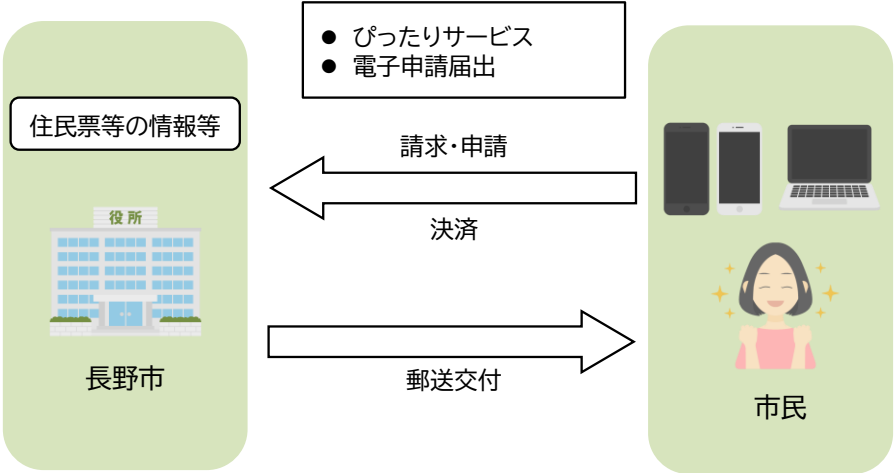 ● ぴったりサービス
● 電子申請届出
住民票等の情報等
請求・申請
決済
役所
長野市
郵送交付
市民